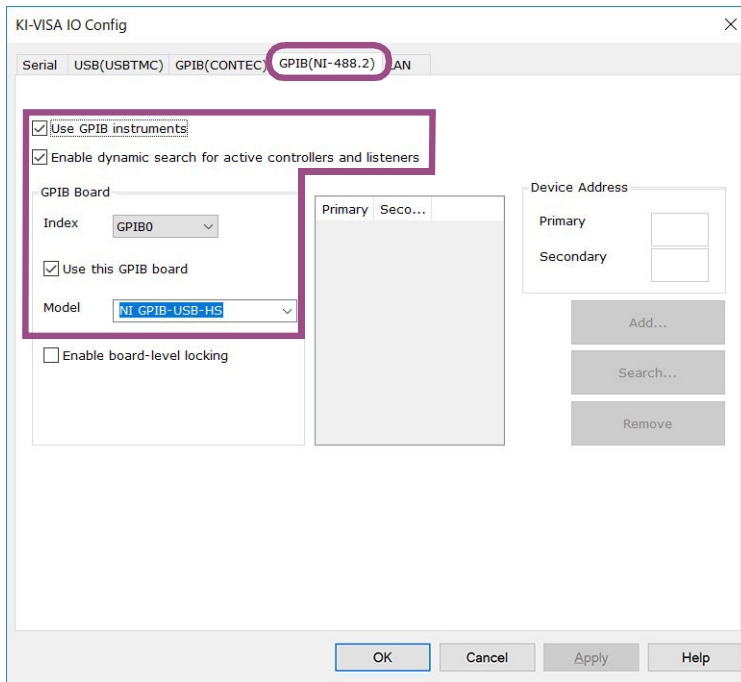 KI-VISA IO Config
Serial USB(USBTMC) GPIB(CONTEC) GPIB(NI-488.2)
Use GPIB instruments
Enable dynamic search for active controllers and listeners
GPIB Board
Index GPIB0
Use this GPIB board
Model NI GPIB-USB-HS
Enable board-level locking
Primary Seco...
Device Address
Primary
Secondary
Add...
Search...
Remove
OK Cancel Apply Help